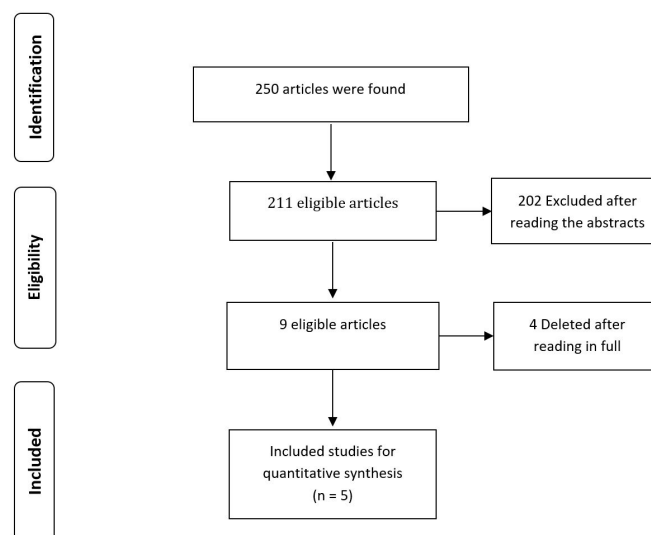 Identification
250 articles were found
Eligibility
211 eligible articles
202 Excluded after
reading the abstracts
9 eligible articles
4 Deleted after
reading in full
Included
Included studies for
quantitative synthesis
(n = 5)